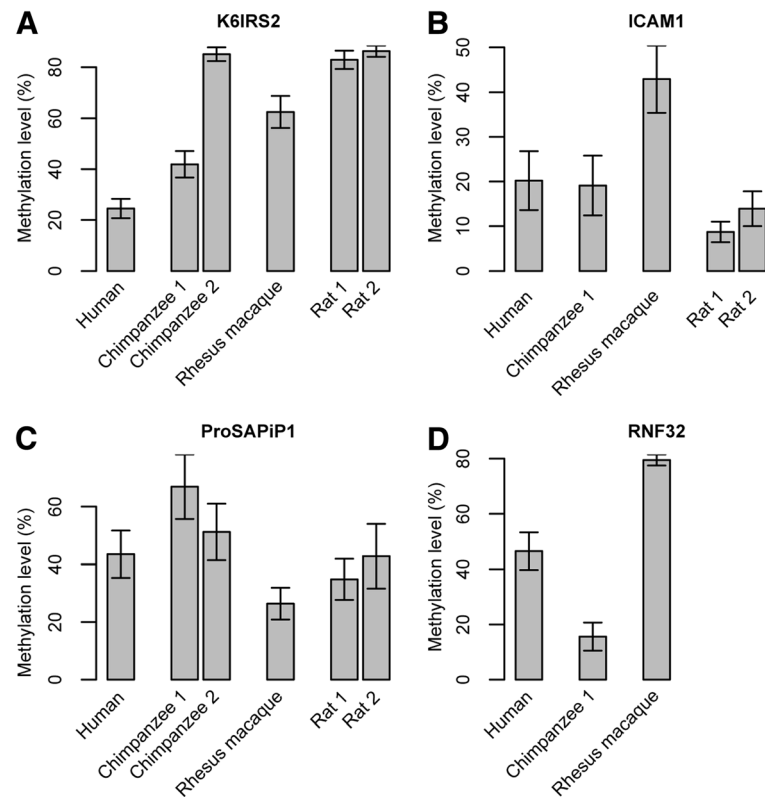 A
K6IRS2
Methylation level (%)
0
20
40
60
80
Human
Chimpanzee 1
Chimpanzee 2
Rhesus macaque
Rat 1
Rat 2
B
ICAM1
Methylation level (%)
0
10
20
30
40
50
Human
Chimpanzee 1
Rhesus macaque
Rat 1
Rat 2
C
ProSAPiP1
Methylation level (%)
0
20
40
60
Human
Chimpanzee 1
Chimpanzee 2
Rhesus macaque
Rat 1
Rat 2
D
RNF32
Methylation level (%)
0
20
40
60
80
Human
Chimpanzee 1
Rhesus macaque